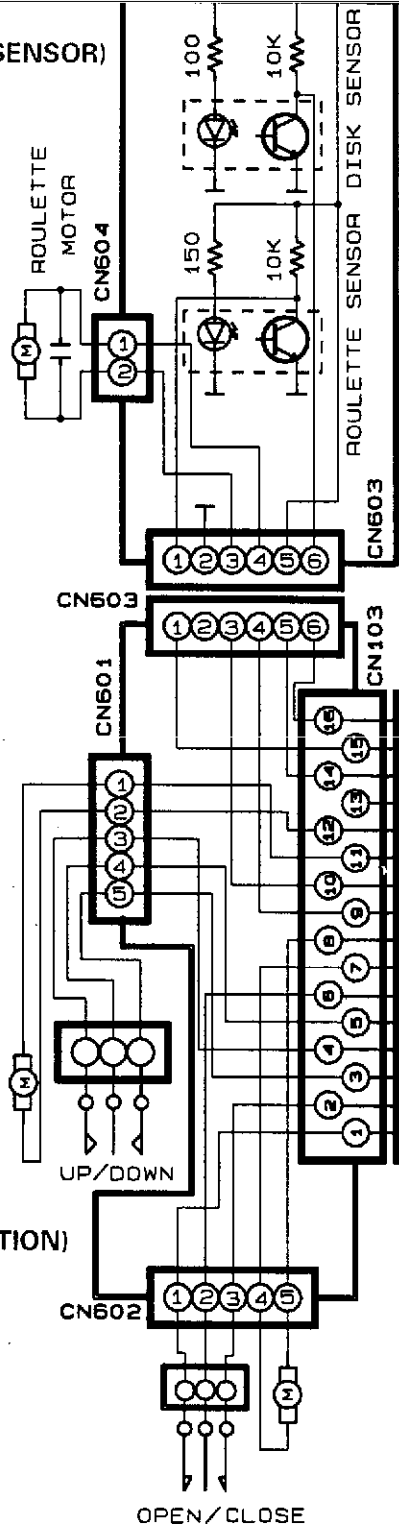 SENSOR)
100
10K
DISK SENSOR
ROULETTE
MOTOR
CN604
150
10K
ROULETTE SENSOR
M
1
2
1 2 3 4 5 6
CN603
CN603
1 2 3 4 5 6
CN103
CN601
1
2
3
4
5
16
15
14
13
12
11
10
9
8
7
6
5
4
3
2
1
M
UP/DOWN
TION)
CN602
1 2 3 4 5
M
OPEN/CLOSE